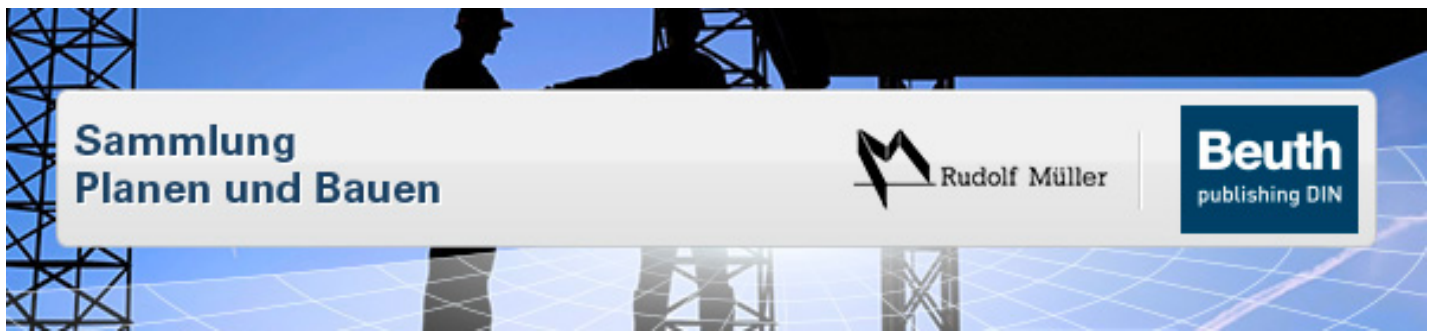 Sammlung
Planen und Bauen
Rudolf Müller
Beuth
publishing DIN